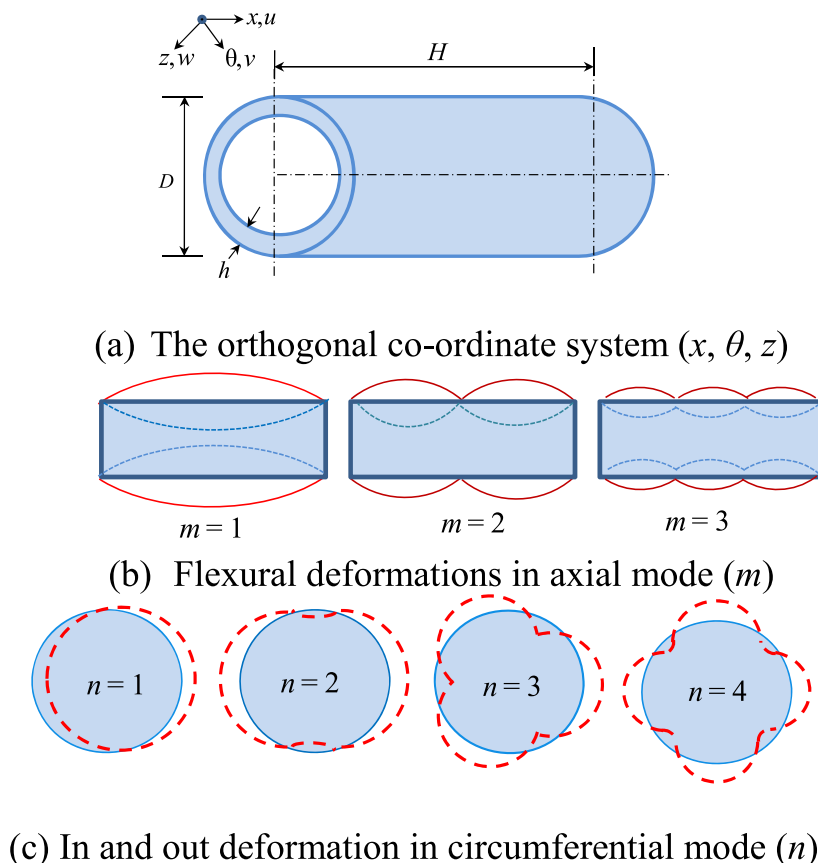 x,u
z,w
θ,v
H
D
h
(a) The orthogonal co-ordinate system (x, θ, z)
m = 1
m = 2
m = 3
(b) Flexural deformations in axial mode (m)
n = 1
n = 2
n = 3
n = 4
(c) In and out deformation in circumferential mode (n)